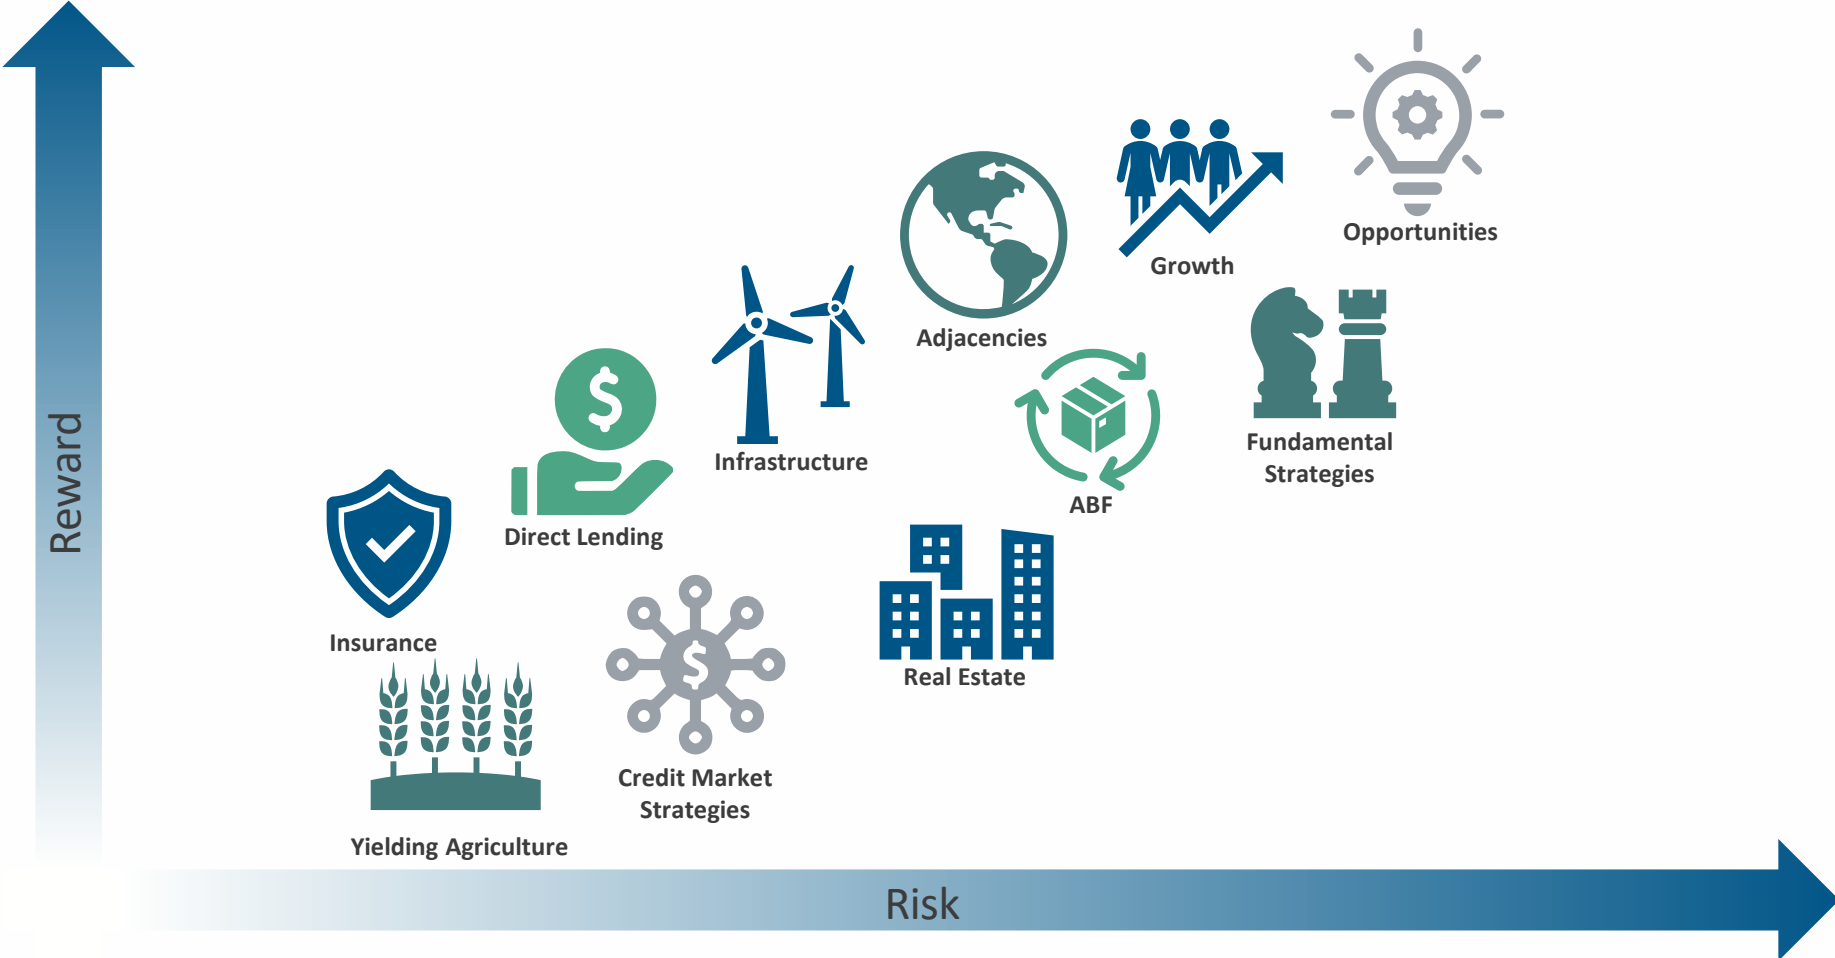 Opportunities
Growth
Adjacencies
Reward
Infrastructure
Fundamental
Strategies
ABF
Direct Lending
Insurance
Real Estate
Credit Market
Strategies
Yielding Agriculture
Risk